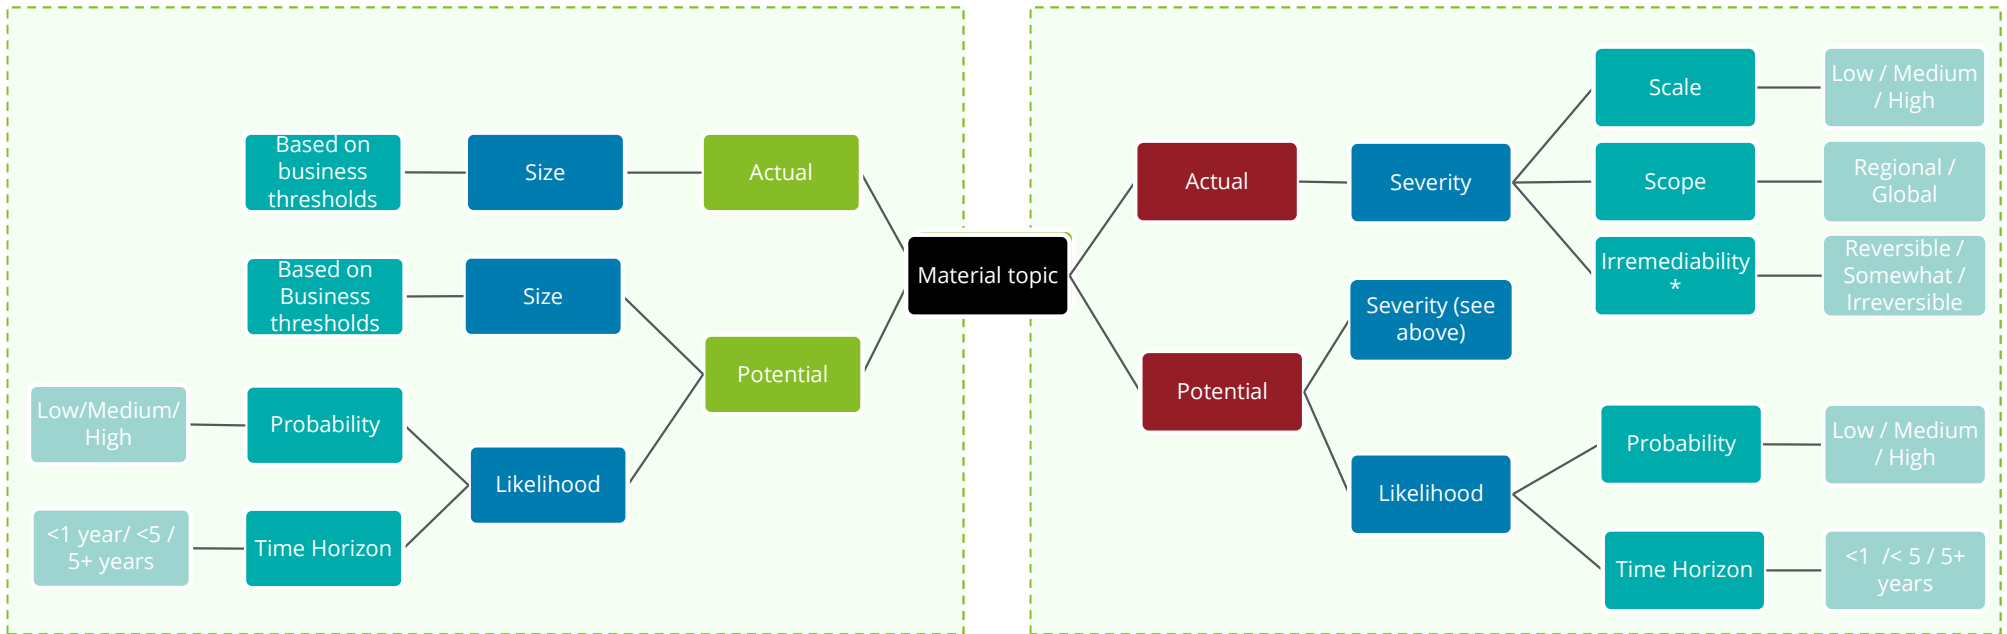 Based on
business
thresholds
Size
Actual
Based on
Business
thresholds
Size
Potential
Low/Medium/
High
Probability
Likelihood
<1 year/ <5 /
5+ years
Time Horizon
Material topic
Actual
Severity
Scale
Low / Medium
/ High
Scope
Regional /
Global
Irremediability
*
Reversible /
Somewhat /
Irreversible
Potential
Severity (see
above)
Likelihood
Probability
Low / Medium
/ High
Time Horizon
<1  /< 5 / 5+
years